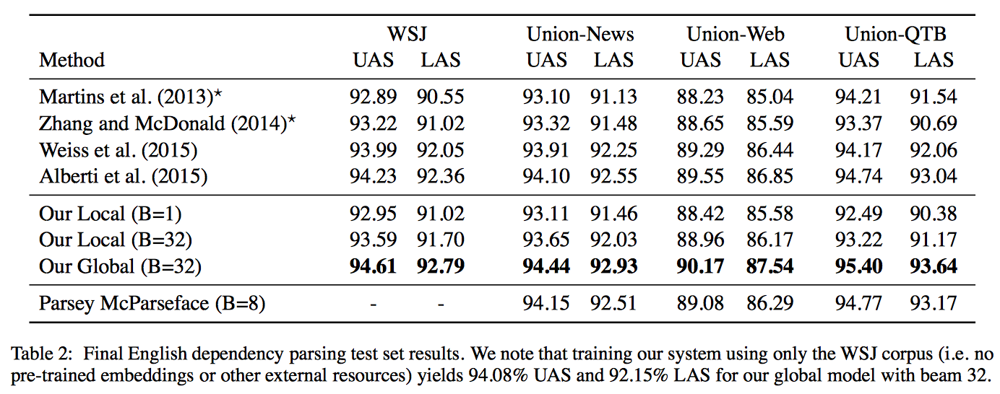 WSJ Union-News Union-Web Union-QTB
Method UAS LAS UAS LAS UAS LAS UAS LAS
Martins et al. (2013)* 92.89 90.55 93.10 91.13 88.23 85.04 94.21 91.54
Zhang and McDonald (2014)* 93.22 91.02 93.32 91.48 88.65 85.59 93.37 90.69
Weiss et al. (2015) 93.99 92.05 93.91 92.25 89.29 86.44 94.17 92.06
Alberti et al. (2015) 94.23 92.36 94.10 92.55 89.55 86.85 94.74 93.04
Our Local (B=1) 92.95 91.02 93.11 91.46 88.42 85.58 92.49 90.38
Our Local (B=32) 93.59 91.70 93.65 92.03 88.96 86.17 93.22 91.17
Our Global (B=32) 94.61 92.79 94.44 92.93 90.17 87.54 95.40 93.64
Parsey McParseface (B=8) - - 94.15 92.51 89.08 86.29 94.77 93.17
Table 2: Final English dependency parsing test set results. We note that training our system using only the WSJ corpus (i.e. no
pre-trained embeddings or other external resources) yields 94.08% UAS and 92.15% LAS for our global model with beam 32.